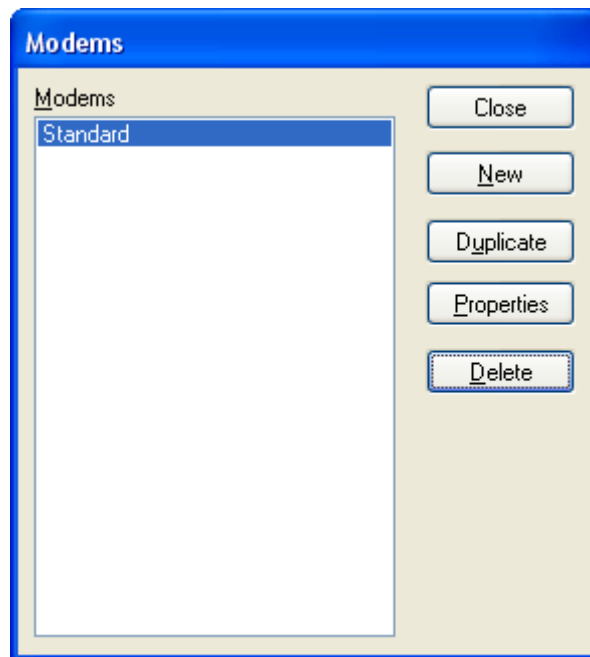 Modems
Modems
Standard
Close
New
Duplicate
Properties
Delete